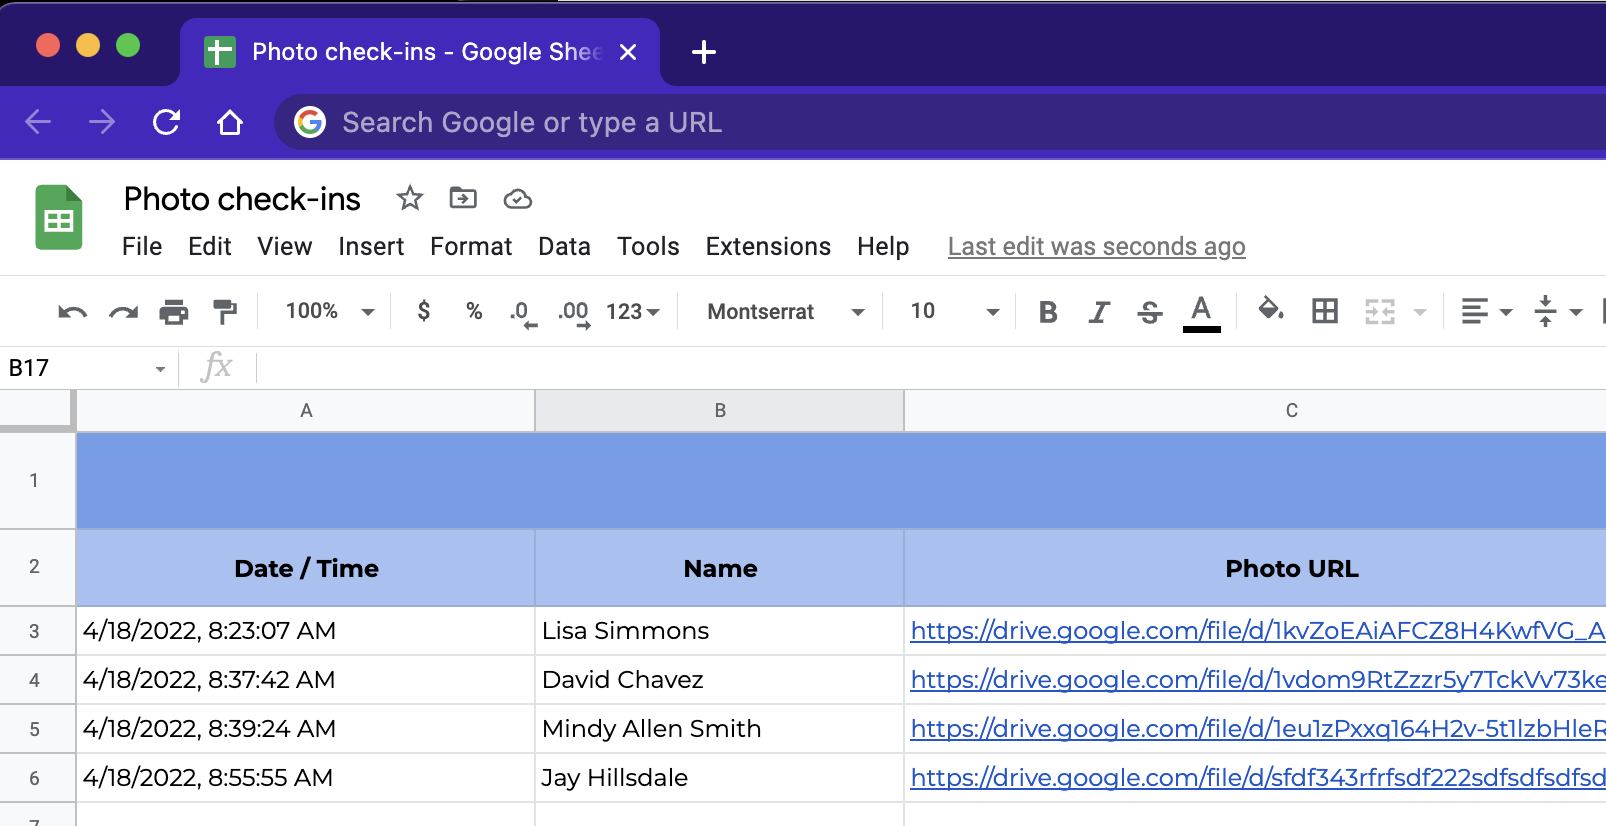 Photo check-ins - Google Shee
Search Google or type a URL
Photo check-ins
File Edit View Insert Format Data Tools Extensions Help Last edit was seconds ago
100% $ % .0 .00 123 Montserrat 10 B I S A
B17 fx
A B C
1
2 Date / Time Name Photo URL
3 4/18/2022, 8:23:07 AM Lisa Simmons https://drive.google.com/file/d/1kvZoEAiAFCZ8H4KwfVG_A
4 4/18/2022, 8:37:42 AM David Chavez https://drive.google.com/file/d/1vdom9RtZzzr5y7TckVv73ke
5 4/18/2022, 8:39:24 AM Mindy Allen Smith https://drive.google.com/file/d/1eu1zPxxq164H2v-5t1lzbHleR
6 4/18/2022, 8:55:55 AM Jay Hillsdale https://drive.google.com/file/d/sfdf343rfrfsdf222sdfsdfsdfsd
7